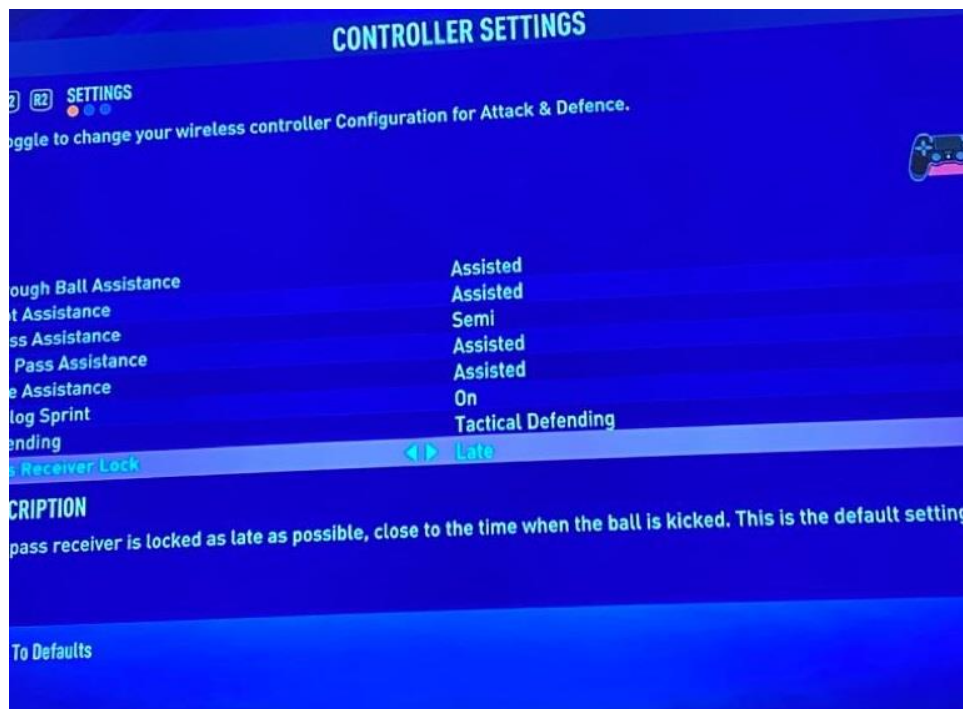 CONTROLLER SETTINGS
2 R2 SETTINGS
oggle to change your wireless controller Configuration for Attack & Defence.
ough Ball Assistance Assisted
t Assistance Assisted
ss Assistance Semi
Pass Assistance Assisted
e Assistance Assisted
log Sprint On
ending Tactical Defending
s Receiver Lock Late
CRIPTION
pass receiver is locked as late as possible, close to the time when the ball is kicked. This is the default setting
To Defaults